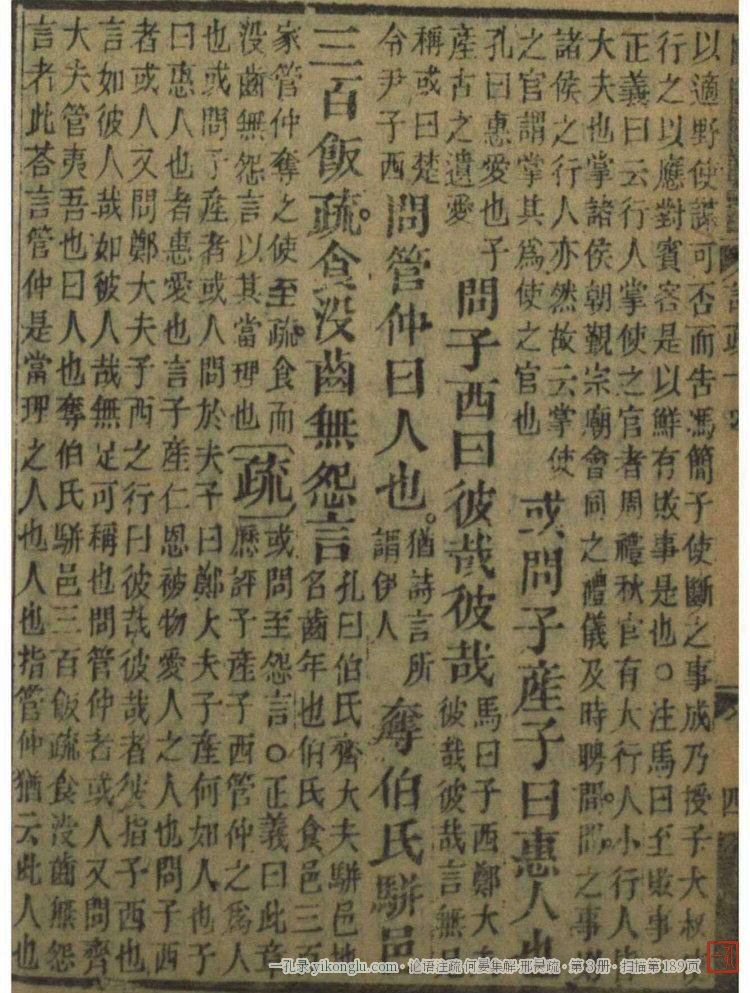 以適野使謀可否而告馮簡子使斷之事成乃授子大叔使
行之以應對賓客是以鮮有敗事是也○注馬曰至敗事
正義曰云行人掌使之官者周禮秋官有大行人小行人皆
大夫也掌諸侯朝覲宗廟會同之禮儀及時聘間問之事
諸侯之行人亦然故云掌使
之官謂掌其爲使之官也
或問子產子曰惠人也
孔曰惠愛也子
產古之遺愛
問子西曰彼哉彼哉
馬曰子西鄭大夫
彼哉彼哉言無足
稱或曰楚
令尹子西
問管仲曰人也
猶詩言所
謂伊人
奪伯氏駢邑
三百飯疏食没齒無怨言
孔曰伯氏齊大夫駢邑地
名齒年也伯氏食邑三百
家管仲奪之使至疏食而
没齒無怨言以其當理也
疏
或問至怨言○正義曰此章
歷評子產子西管仲之爲人
也或問子產者或人問於夫子曰鄭大夫子產何如人也子
曰惠人也者惠愛也言子產仁恩被物愛人之人也問子西
者或人又問鄭大夫子西之行曰彼哉彼哉者彼指子西也
言如彼人哉如彼人哉無足可稱也問管仲者或人又問齊
大夫管夷吾也曰人也奪伯氏駢邑三百飯疏食没齒無怨
言者此荅言管仲是當理之人也人也指管仲猶云此人也
四
一孔录 yikonglu.com · 论语注疏 何晏集解 邢昺疏 · 第3册 · 扫描第189页